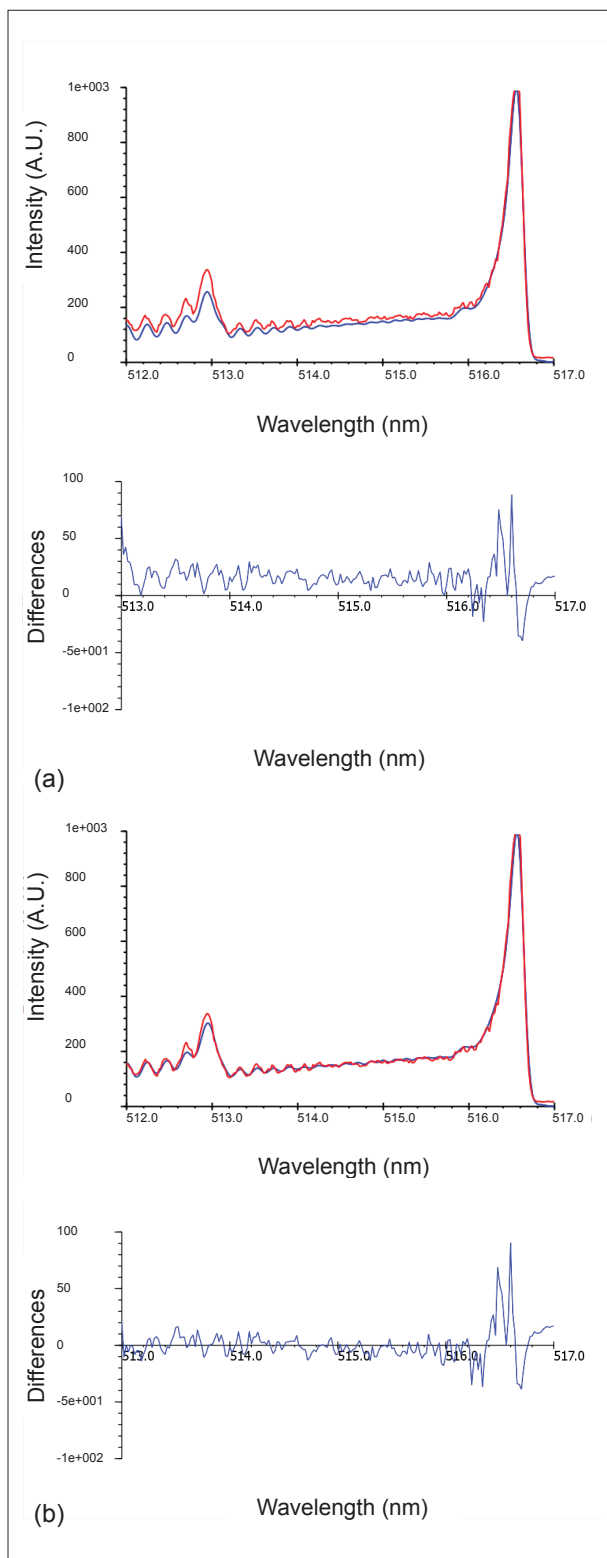 1e+003
800
600
400
200
0
Intensity (A.U.)
512.0 513.0 514.0 515.0 516.0 517.0
Wavelength (nm)
100
50
0
-5e+001
-1e+002
Differences
513.0 514.0 515.0 516.0 517.0
Wavelength (nm)
(a)
1e+003
800
600
400
200
0
Intensity (A.U.)
512.0 513.0 514.0 515.0 516.0 517.0
Wavelength (nm)
100
50
0
-5e+001
-1e+002
Differences
513.0 514.0 515.0 516.0 517.0
Wavelength (nm)
(b)